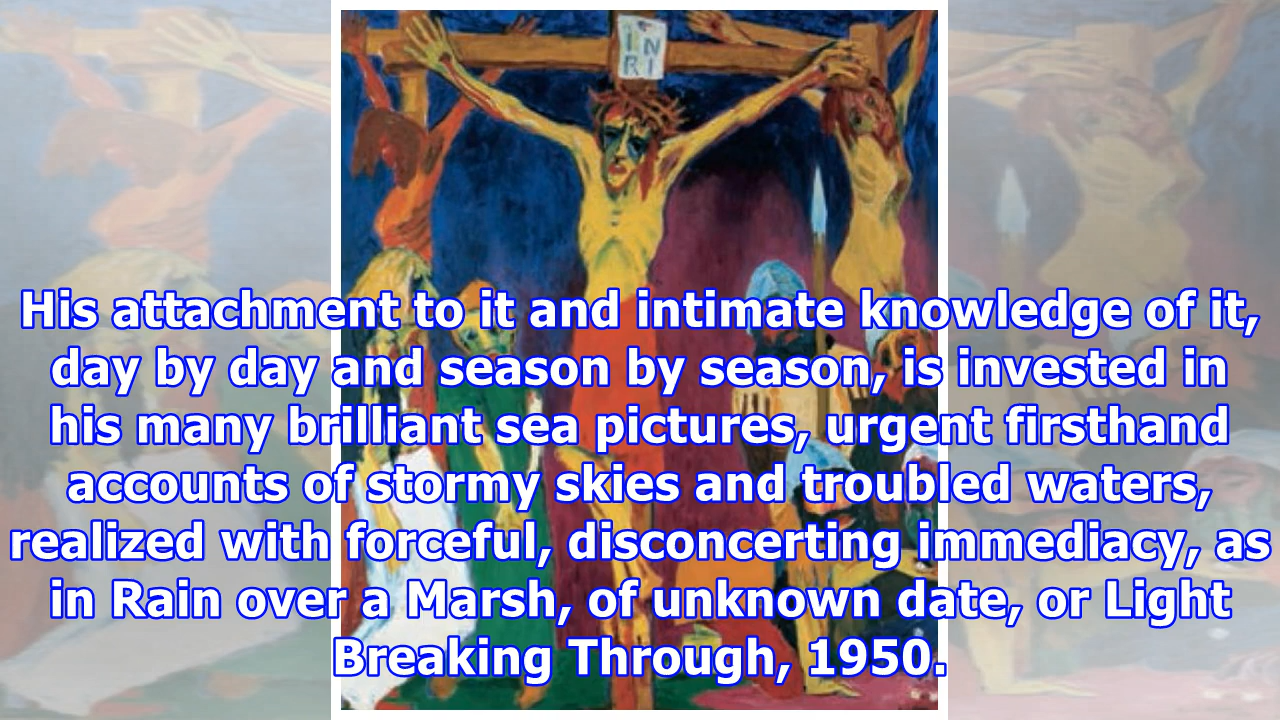 IN
RI
His attachment to it and intimate knowledge of it,
day by day and season by season, is invested in
his many brilliant sea pictures, urgent firsthand
accounts of stormy skies and troubled waters,
realized with forceful, disconcerting immediacy, as
in Rain over a Marsh, of unknown date, or Light
Breaking Through, 1950.